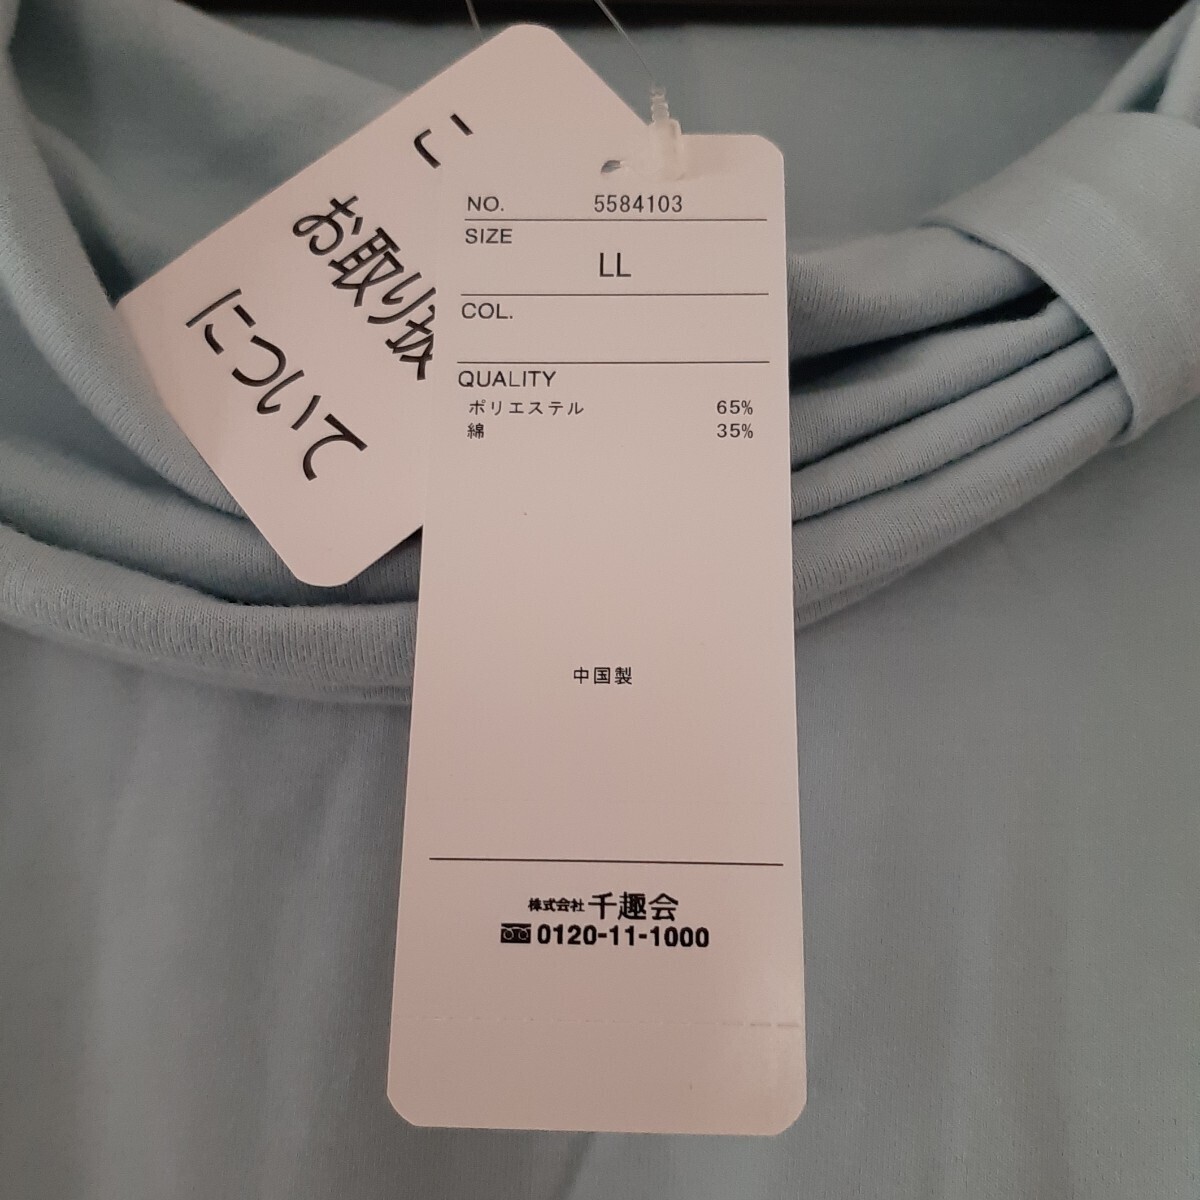 こ
お取り扱
について
NO. 5584103
SIZE
LL
COL.
QUALITY
ポリエステル 65%
綿 35%
中国製
株式会社 千趣会
0120-11-1000